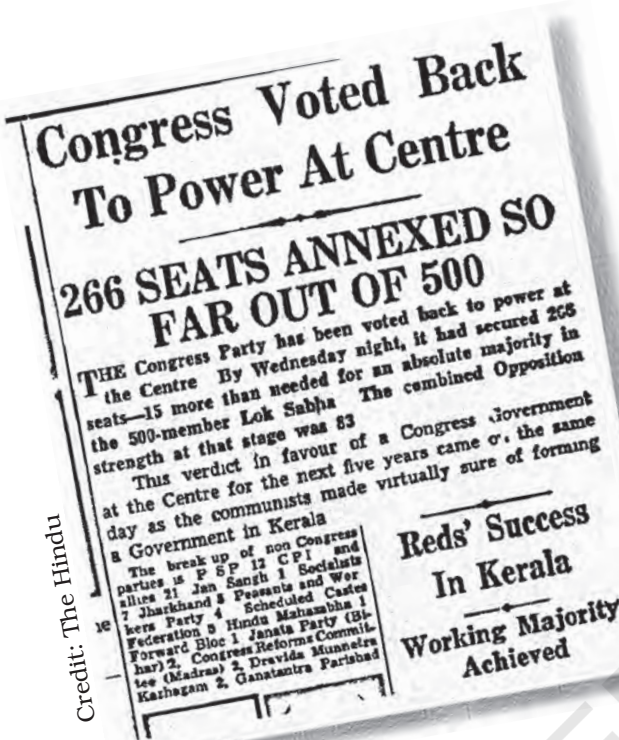 Congress Voted Back
To Power At Centre
266 SEATS ANNEXED SO
FAR OUT OF 500
THE Congress Party has been voted back to power at
the Centre By Wednesday night, it had secured
seats—15 more than needed for an absolute majority in
the 500-member Lok Sabha The combined Opposition
strength at that stage was 83
This verdict in favour of a Congress Government
at the Centre for the next five years came the same
day as the communists made virtually sure of forming
a Government in Kerala
The break up of non Congress
parties is P S P 12 C P I and
allies 21 Jan Sangh 1 Socialists
7 Jharkhand Peasants and Wor
kers Party 4 Scheduled Castes
Federation Hindu Mahasabha 1
Forward Bloc 1 Janata Party (Bi-
har) 2, Congress Reforms Commit-
tee (Madras) 2, Dravida Munnetra
Kazhagam 2, Ganatantra Parishad
Reds' Success
In Kerala
Working Majority
Achieved
Credit: The Hindu